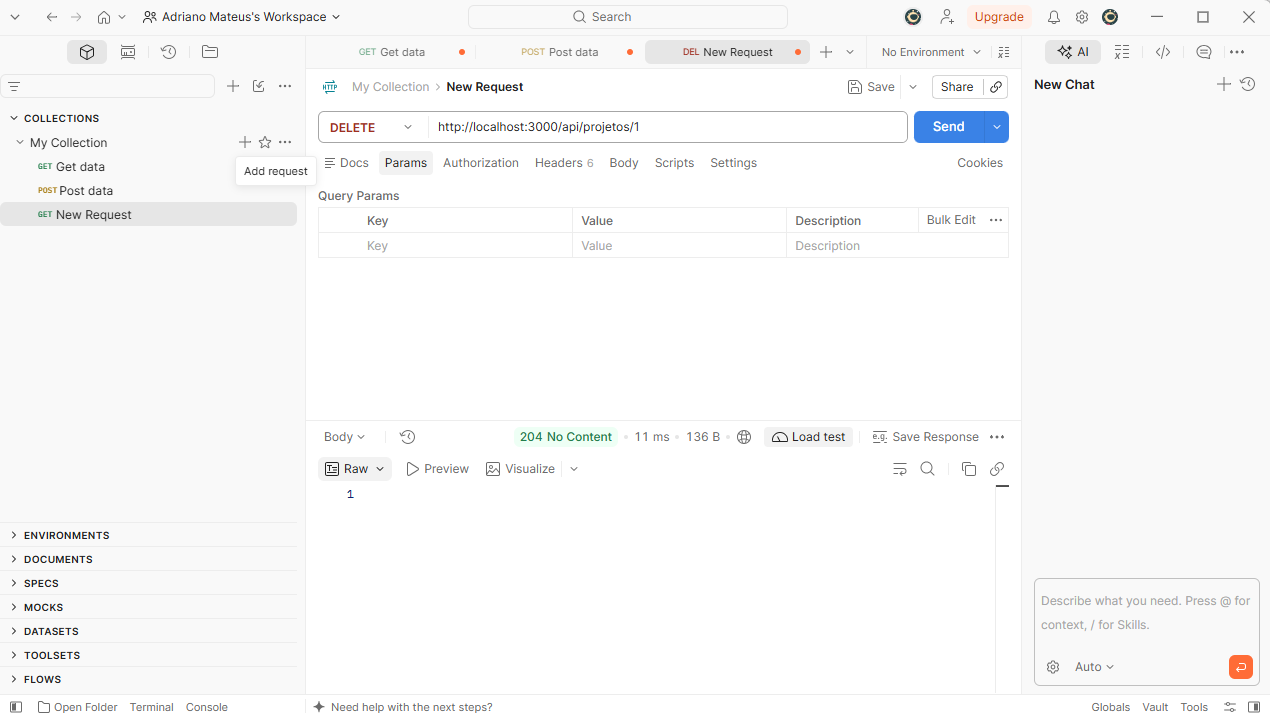 Adriano Mateus's Workspace
Search
Upgrade
GET Get data
POST Post data
DEL New Request
No Environment
AI
My Collection > New Request
Save
Share
New Chat
COLLECTIONS
My Collection
GET Get data
POST Post data
GET New Request
Add request
HTTP
DELETE
http://localhost:3000/api/projetos/1
Send
Docs
Params
Authorization
Headers 6
Body
Scripts
Settings
Cookies
Query Params
Key
Value
Description
Bulk Edit
Key
Value
Description
Body
204 No Content
11 ms
136 B
Load test
e.g.
Save Response
Raw
Preview
Visualize
1
ENVIRONMENTS
DOCUMENTS
SPECS
MOCKS
DATASETS
TOOLSETS
FLOWS
Describe what you need. Press @ for
context, / for Skills.
Auto
Open Folder
Terminal
Console
Need help with the next steps?
Globals
Vault
Tools